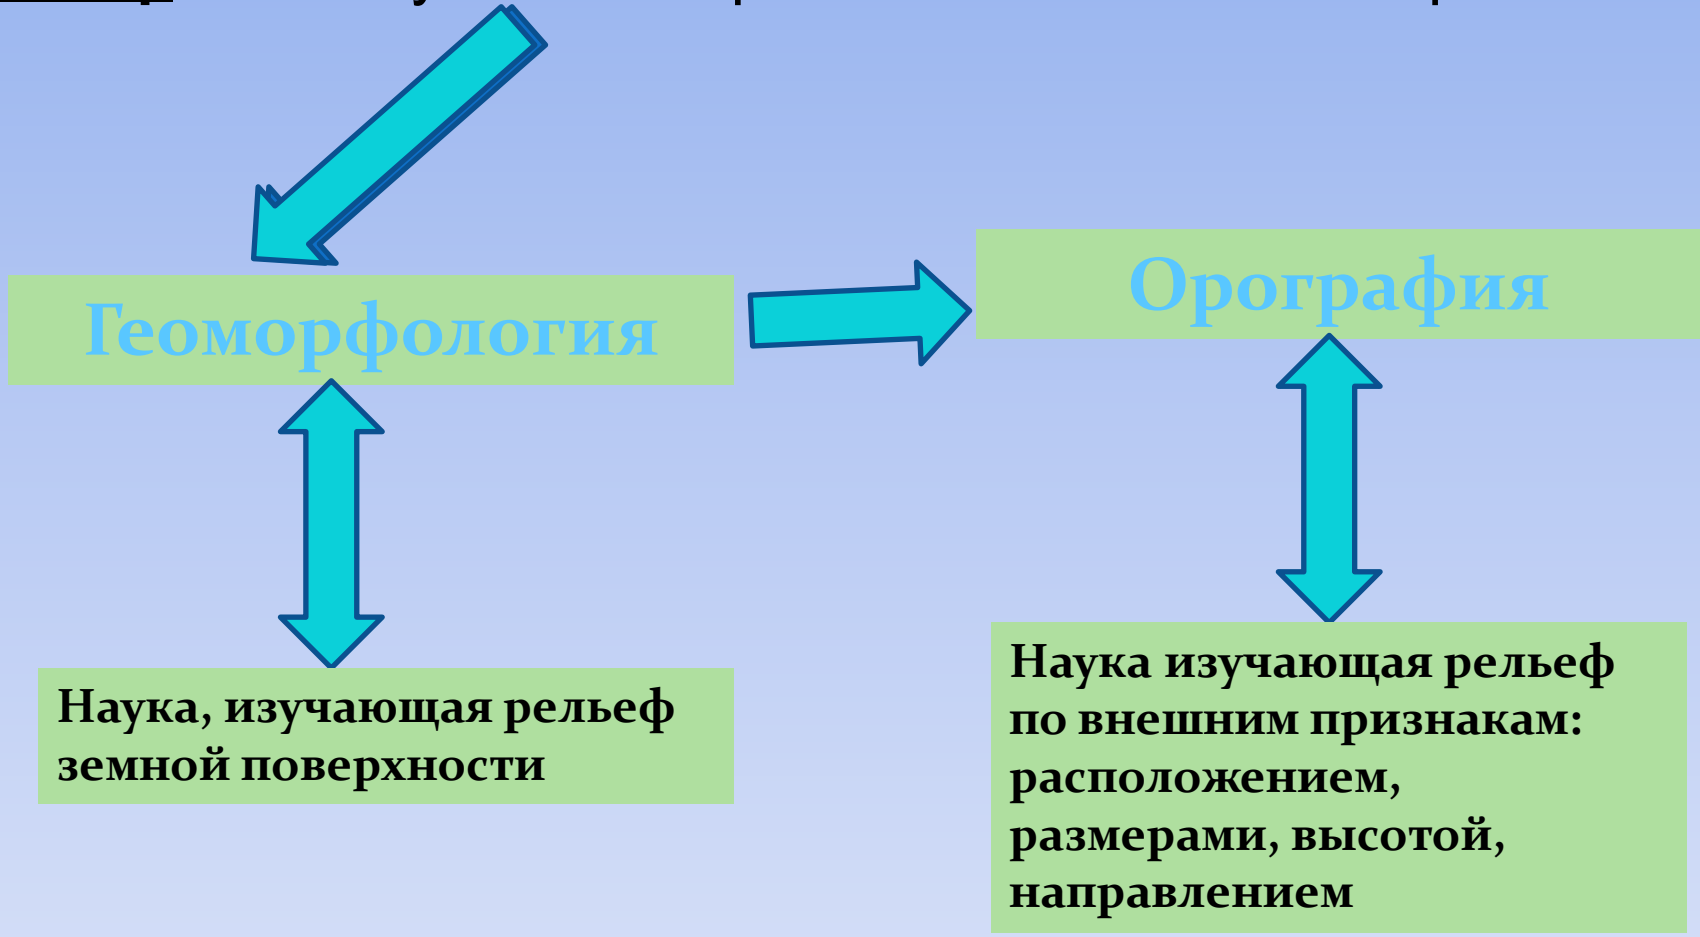 Геоморфология
Орография
Наука, изучающая рельеф
земной поверхности
Наука изучающая рельеф
по внешним признакам:
расположением,
размерами, высотой,
направлением